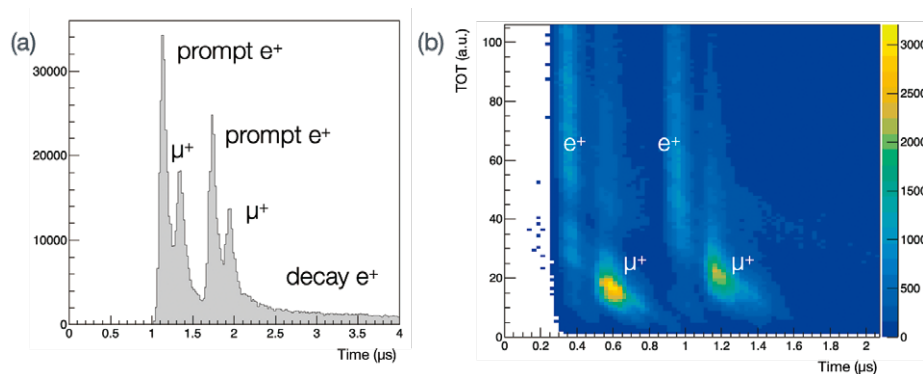 (a)
prompt e⁺
prompt e⁺
μ⁺
μ⁺
decay e⁺
30000
20000
10000
0
0 0.5 1 1.5 2 2.5 3 3.5 4
Time (μs)
(b)
TOT (a.u.)
100
80
60
40
20
0
e⁺ e⁺
μ⁺ μ⁺
0 0.2 0.4 0.6 0.8 1 1.2 1.4 1.6 1.8 2
Time (μs)
3000
2500
2000
1500
1000
500
0